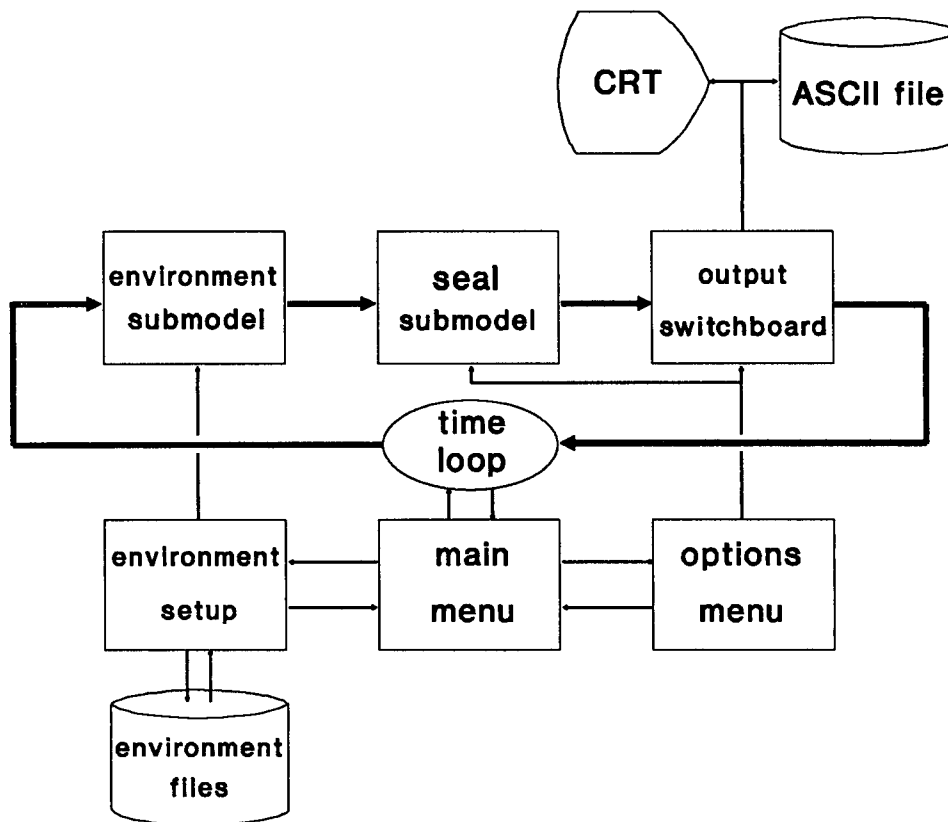 CRT
ASCII file
environment
submodel
seal
submodel
output
switchboard
time
loop
environment
setup
main
menu
options
menu
environment
files